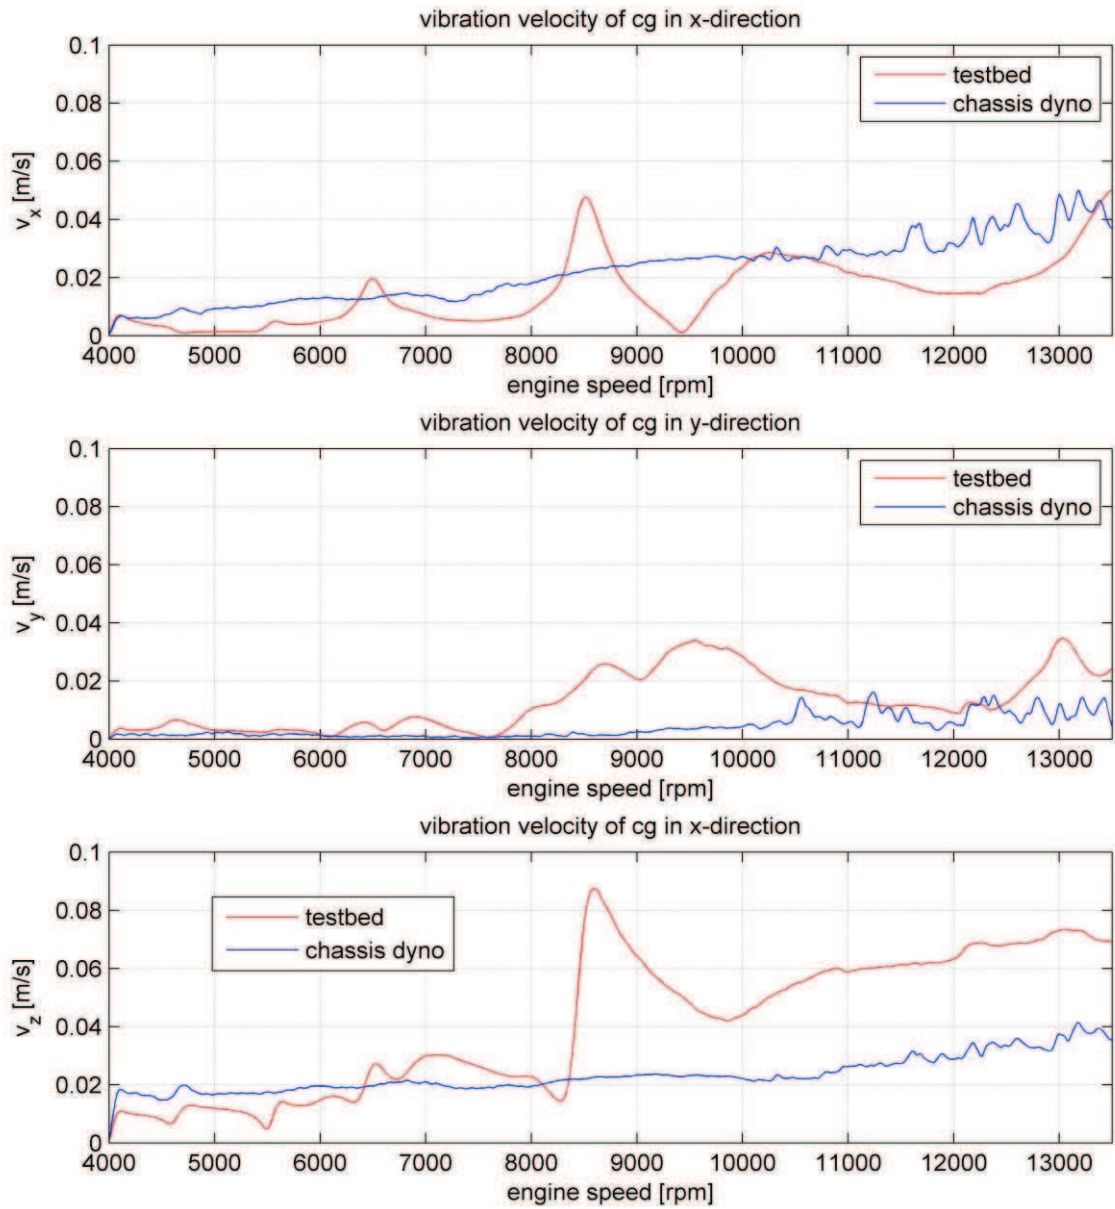 vibration velocity of cg in x-direction
0.1
0.08
0.06
0.04
0.02
0
v_x [m/s]
testbed
chassis dyno
4000 5000 6000 7000 8000 9000 10000 11000 12000 13000
engine speed [rpm]
vibration velocity of cg in y-direction
0.1
0.08
0.06
0.04
0.02
0
v_y [m/s]
testbed
chassis dyno
4000 5000 6000 7000 8000 9000 10000 11000 12000 13000
engine speed [rpm]
vibration velocity of cg in x-direction
0.1
0.08
0.06
0.04
0.02
0
v_z [m/s]
testbed
chassis dyno
4000 5000 6000 7000 8000 9000 10000 11000 12000 13000
engine speed [rpm]